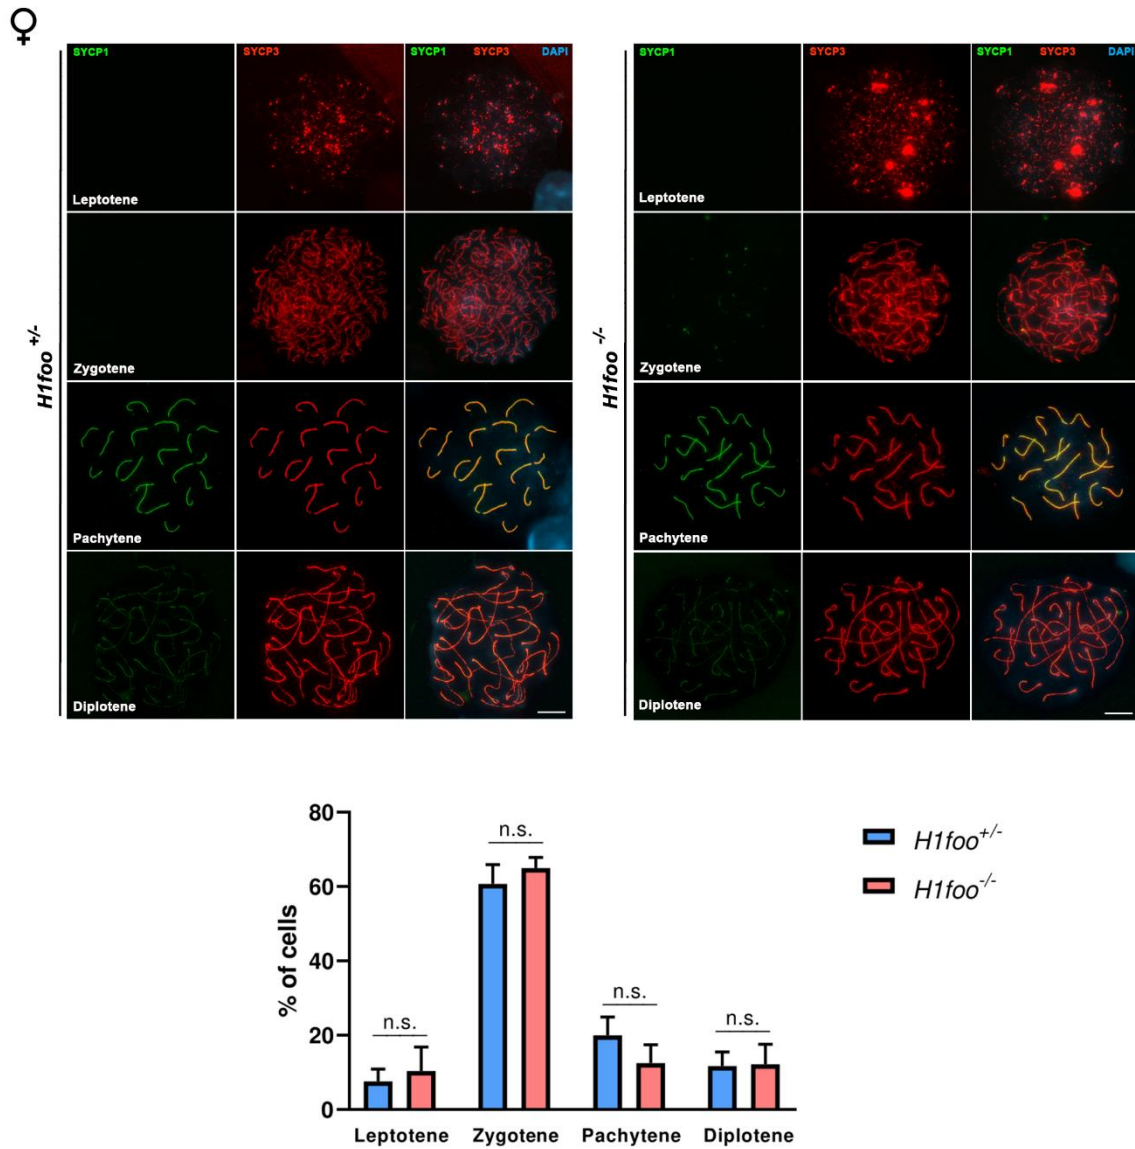 ♀
SYCP1 SYCP3 SYCP1 SYCP3 DAPI
H1foo +/-
Leptotene
Zygotene
Pachytene
Diplotene
SYCP1 SYCP3 SYCP1 SYCP3 DAPI
H1foo -/-
Leptotene
Zygotene
Pachytene
Diplotene
% of cells
80
60
40
20
0
n.s.
n.s.
n.s.
n.s.
Leptotene Zygotene Pachytene Diplotene
H1foo+/-
H1foo-/-